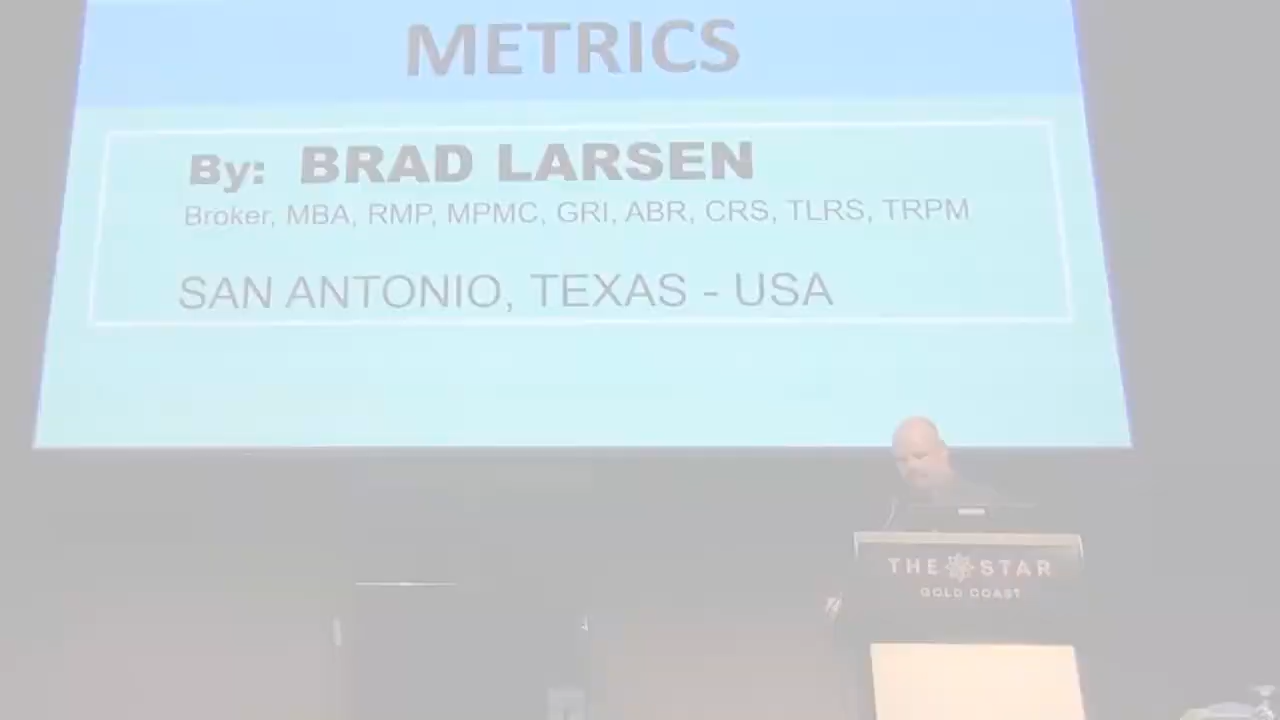 METRICS
By: BRAD LARSEN
Broker, MBA, RMP, MPMC, GRI, ABR, CRS, TLRS, TRPM
SAN ANTONIO, TEXAS - USA
THE STAR
GOLD COAST